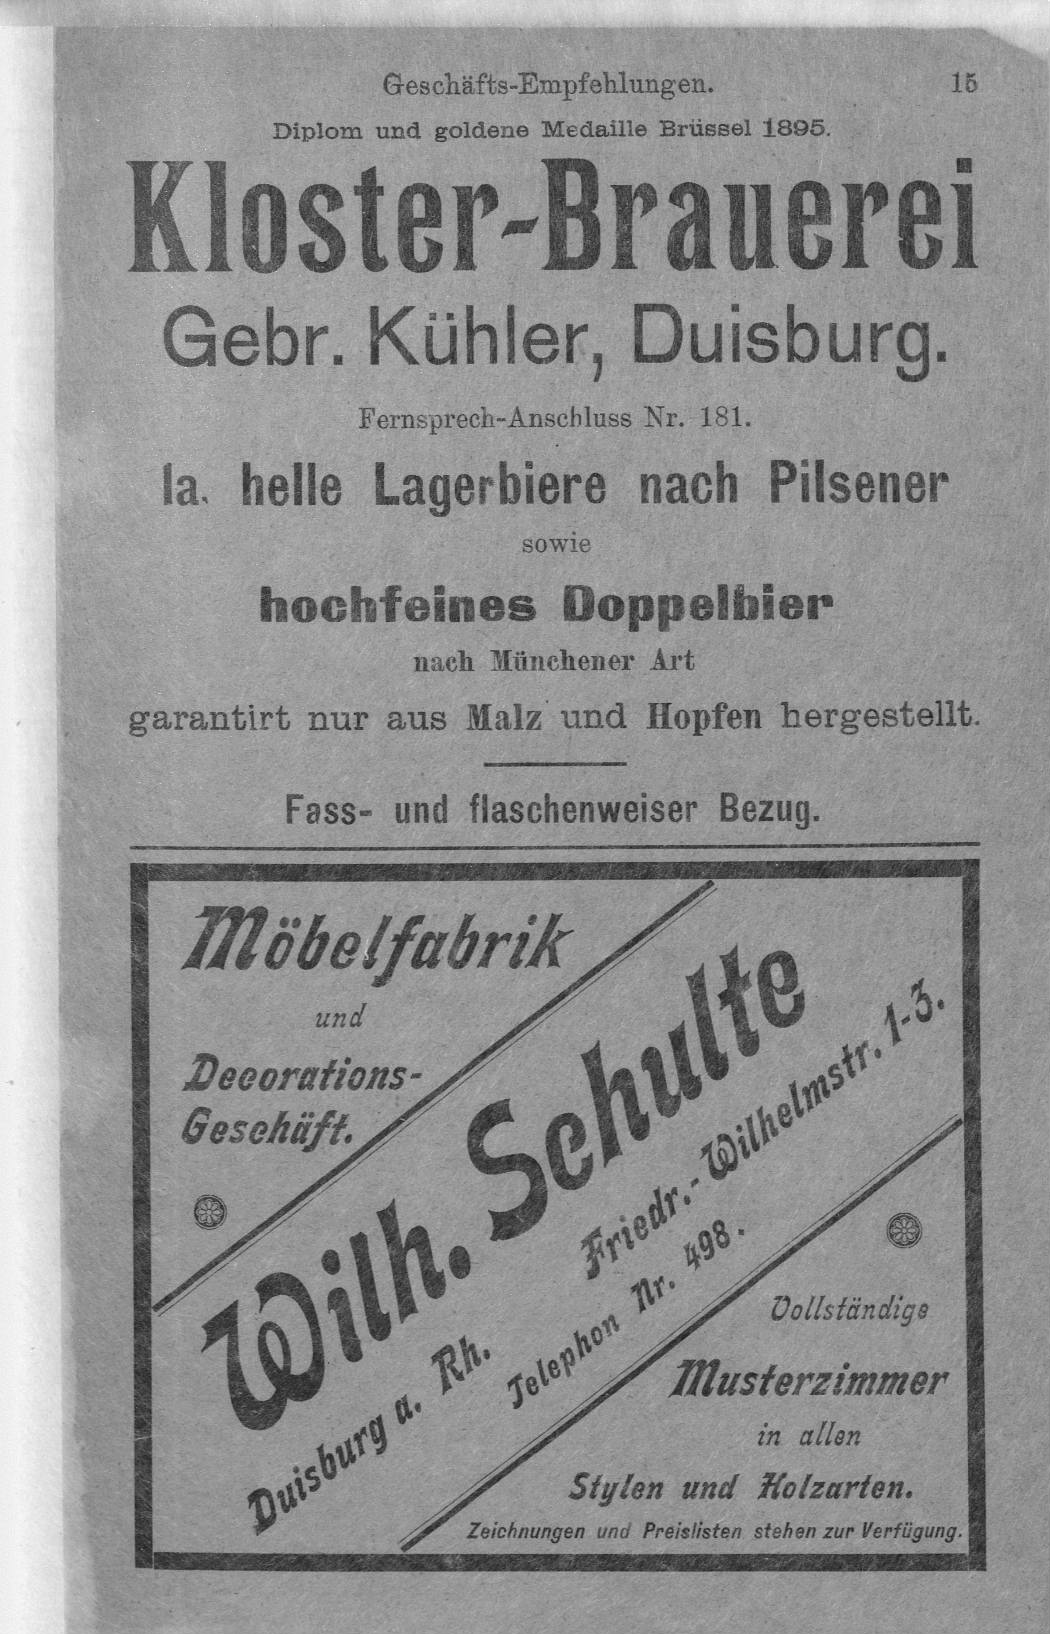 Geschäfts-Empfehlungen. 15
Diplom und goldene Medaille Brüssel 1895.
Kloster-Brauerei
Gebr. Kühler, Duisburg.
Fernsprech-Anschluss Nr. 181.
Ia. helle Lagerbiere nach Pilsener
sowie
hochfeines Doppelbier
nach Münchener Art
garantirt nur aus Malz und Hopfen hergestellt.
Fass- und flaschenweiser Bezug.
Möbelfabrik
und
Decorations-
Geschäft.
Wilh. Schulte
Duisburg a. Rh.
Friedr.-Wilhelmstr. 1-3.
Telephon Nr. 498.
Vollständige
Musterzimmer
in allen
Stylen und Holzarten.
Zeichnungen und Preislisten stehen zur Verfügung.